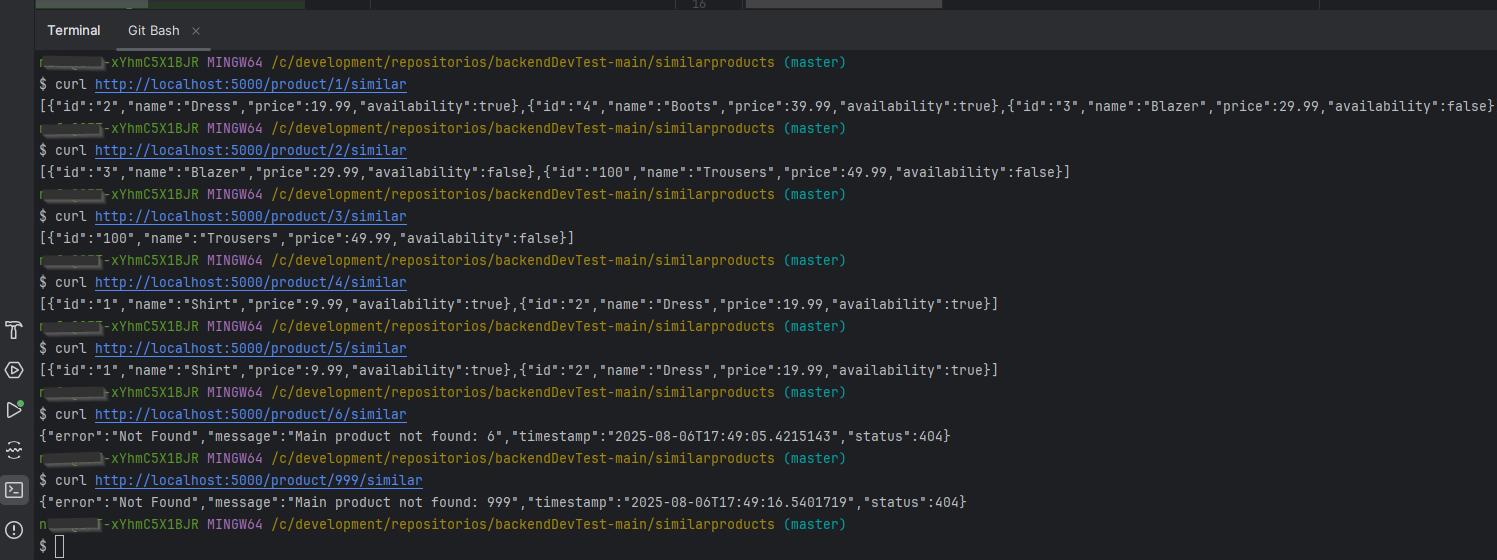 16
Terminal Git Bash ×
-xYhmC5X1BJR MINGW64 /c/development/repositorios/backendDevTest-main/similarproducts (master)
$ curl http://localhost:5000/product/1/similar
[{"id":"2","name":"Dress","price":19.99,"availability":true},{"id":"4","name":"Boots","price":39.99,"availability":true},{"id":"3","name":"Blazer","price":29.99,"availability":false}
-xYhmC5X1BJR MINGW64 /c/development/repositorios/backendDevTest-main/similarproducts (master)
$ curl http://localhost:5000/product/2/similar
[{"id":"3","name":"Blazer","price":29.99,"availability":false},{"id":"100","name":"Trousers","price":49.99,"availability":false}]
-xYhmC5X1BJR MINGW64 /c/development/repositorios/backendDevTest-main/similarproducts (master)
$ curl http://localhost:5000/product/3/similar
[{"id":"100","name":"Trousers","price":49.99,"availability":false}]
-xYhmC5X1BJR MINGW64 /c/development/repositorios/backendDevTest-main/similarproducts (master)
$ curl http://localhost:5000/product/4/similar
[{"id":"1","name":"Shirt","price":9.99,"availability":true},{"id":"2","name":"Dress","price":19.99,"availability":true}]
-xYhmC5X1BJR MINGW64 /c/development/repositorios/backendDevTest-main/similarproducts (master)
$ curl http://localhost:5000/product/5/similar
[{"id":"1","name":"Shirt","price":9.99,"availability":true},{"id":"2","name":"Dress","price":19.99,"availability":true}]
-xYhmC5X1BJR MINGW64 /c/development/repositorios/backendDevTest-main/similarproducts (master)
$ curl http://localhost:5000/product/6/similar
{"error":"Not Found","message":"Main product not found: 6","timestamp":"2025-08-06T17:49:05.4215143","status":404}
-xYhmC5X1BJR MINGW64 /c/development/repositorios/backendDevTest-main/similarproducts (master)
$ curl http://localhost:5000/product/999/similar
{"error":"Not Found","message":"Main product not found: 999","timestamp":"2025-08-06T17:49:16.5401719","status":404}
-xYhmC5X1BJR MINGW64 /c/development/repositorios/backendDevTest-main/similarproducts (master)
$